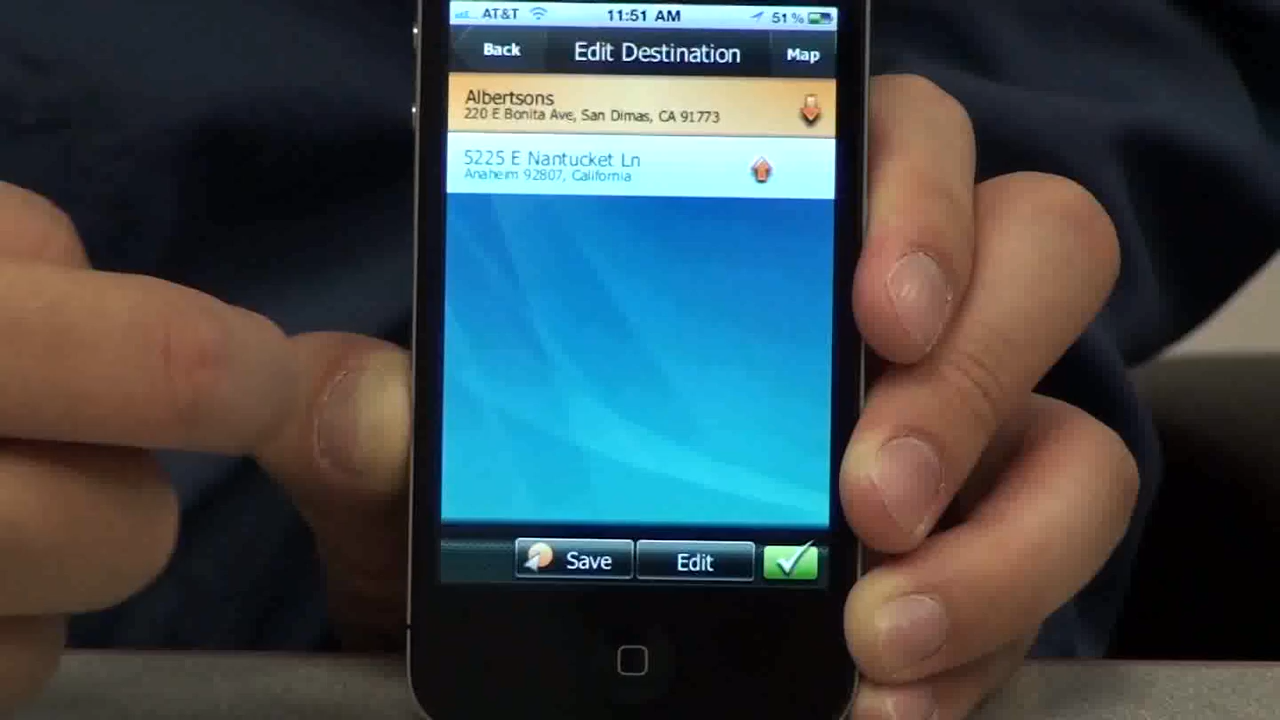 AT&T 11:51 AM 51%
Back Edit Destination Map
Albertsons
220 E Bonita Ave, San Dimas, CA 91773
5225 E Nantucket Ln
Anaheim 92807, California
Save Edit